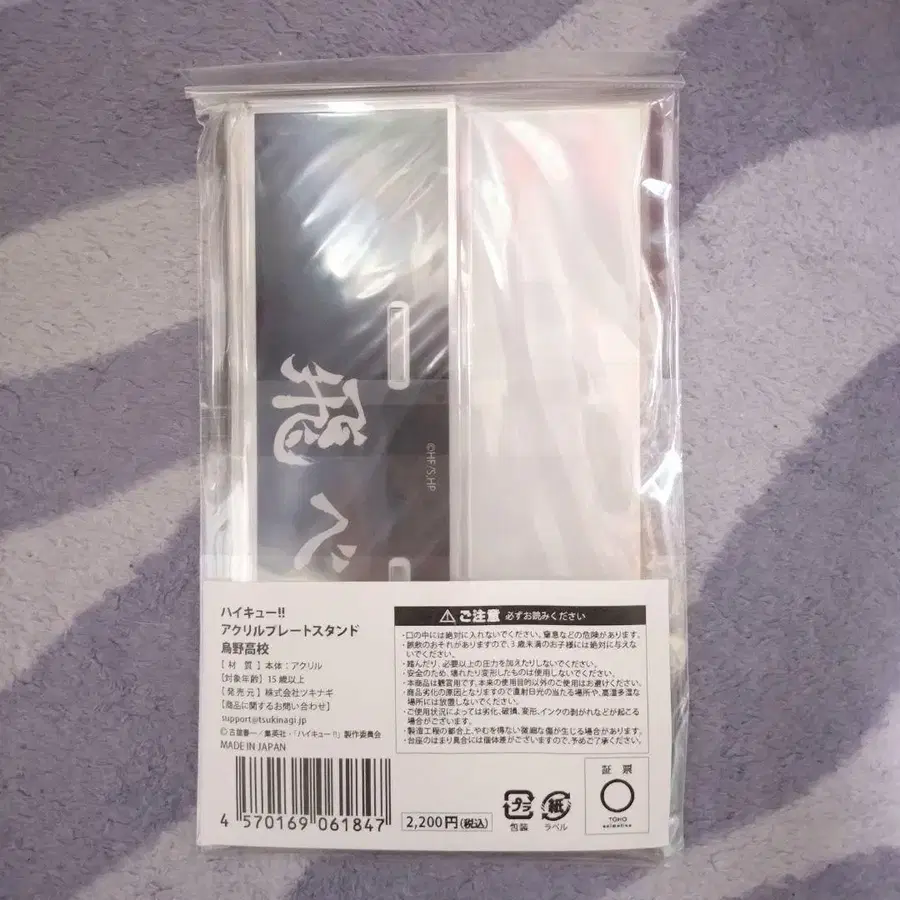 飛べ
©HF/S,HP
ハイキュー!!
アクリルプレートスタンド
烏野高校
[ 材 質 ] 本体：アクリル
[対象年齢] 15歳以上
[ 発売元 ] 株式会社ツキナギ
[商品に関するお問い合わせ]
support@tsukinagi.jp
© 古舘春一／集英社・「ハイキュー!!」製作委員会
MADE IN JAPAN
4 570169 061847
2,200円(税込)
⚠ご注意 必ずお読みください
・口の中には絶対に入れないでください。窒息などの危険があります。
・誤飲のおそれがありますので、3歳未満のお子様には絶対に与えな
いでください。
・踏んだり、必要以上の圧力を加えたりしないでください。
・安全のため、壊れたり変形したものは使用しないでください。
・本商品は観賞用です。本来の使用目的以外のご使用はお避けください。
・商品劣化の原因となりますので直射日光の当たる場所や、高温多湿な
場所には放置しないでください。
・ご使用状況によっては劣化、破損、変形、インクの剥がれなどが起こる
場合がございます。
・製造工程の都合上、やむを得ない微細な傷が生じる場合があります。
・台座のはまり具合には個体差がございますので、予めご了承ください。
プラ
包装
紙
ラベル
証 票
TOHO
animation